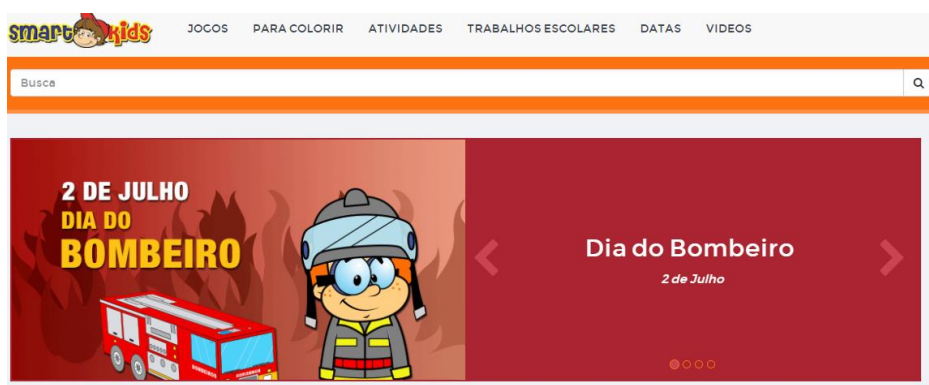 smart kids
JOGOS PARA COLORIR ATIVIDADES TRABALHOS ESCOLARES DATAS VIDEOS
Busca
2 DE JULHO
DIA DO
BOMBEIRO
Dia do Bombeiro
2 de Julho
BOMBEIROS